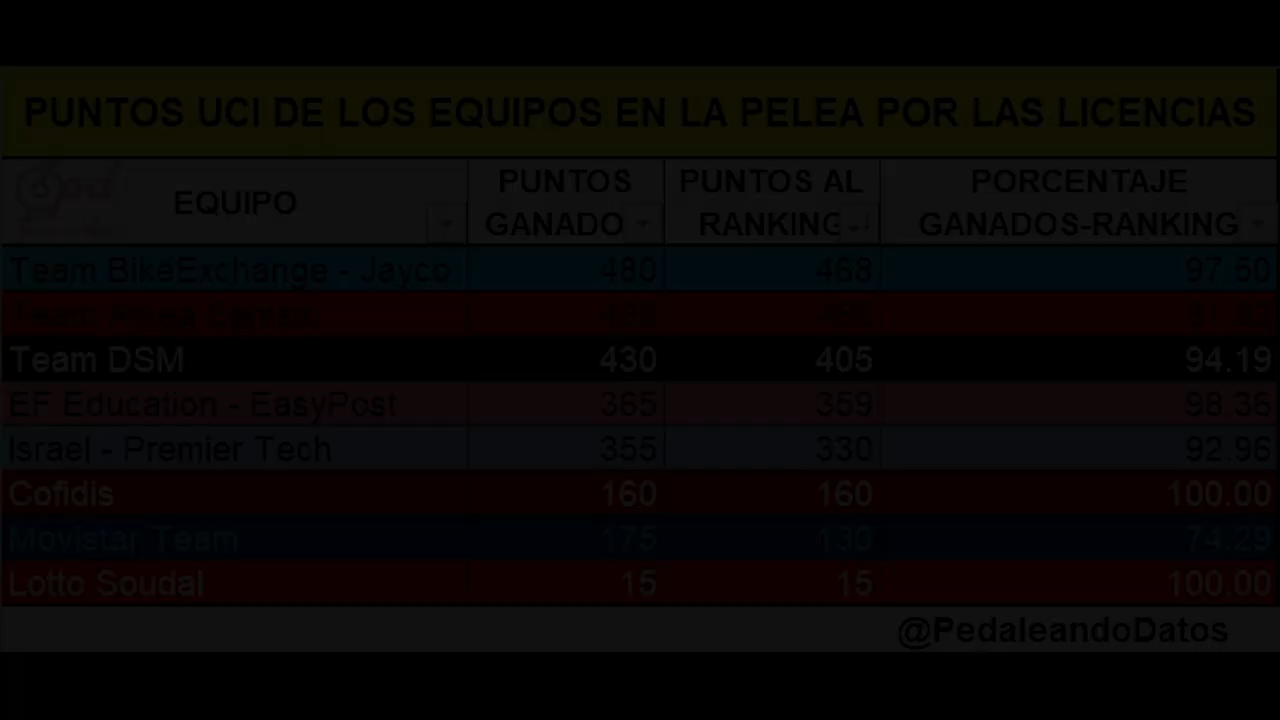 PUNTOS UCI DE LOS EQUIPOS EN LA PELEA POR LAS LICENCIAS
EQUIPO PUNTOS GANADO PUNTOS AL RANKING PORCENTAJE GANADOS-RANKING
Team BikeExchange - Jayco 480 468 97.50
Team
Team DSM 430 405 94.19
EF Education - EasyPost 365 359 98.36
Israel - Premier Tech 355 330 92.96
Cofidis 160 160 100.00
Movistar Team 175 130 74.29
Lotto Soudal 15 15 100.00
@PedaleandoDatos